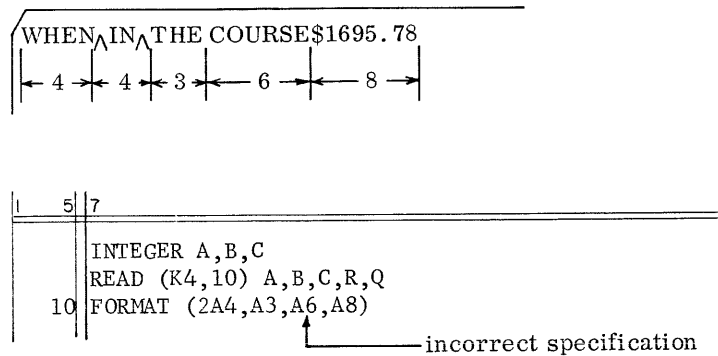 WHEN^IN^THE COURSE$1695.78
4 4 3 6 8
1 5 7
INTEGER A,B,C
READ (K4,10) A,B,C,R,Q
10 FORMAT (2A4,A3,A6,A8)
incorrect specification